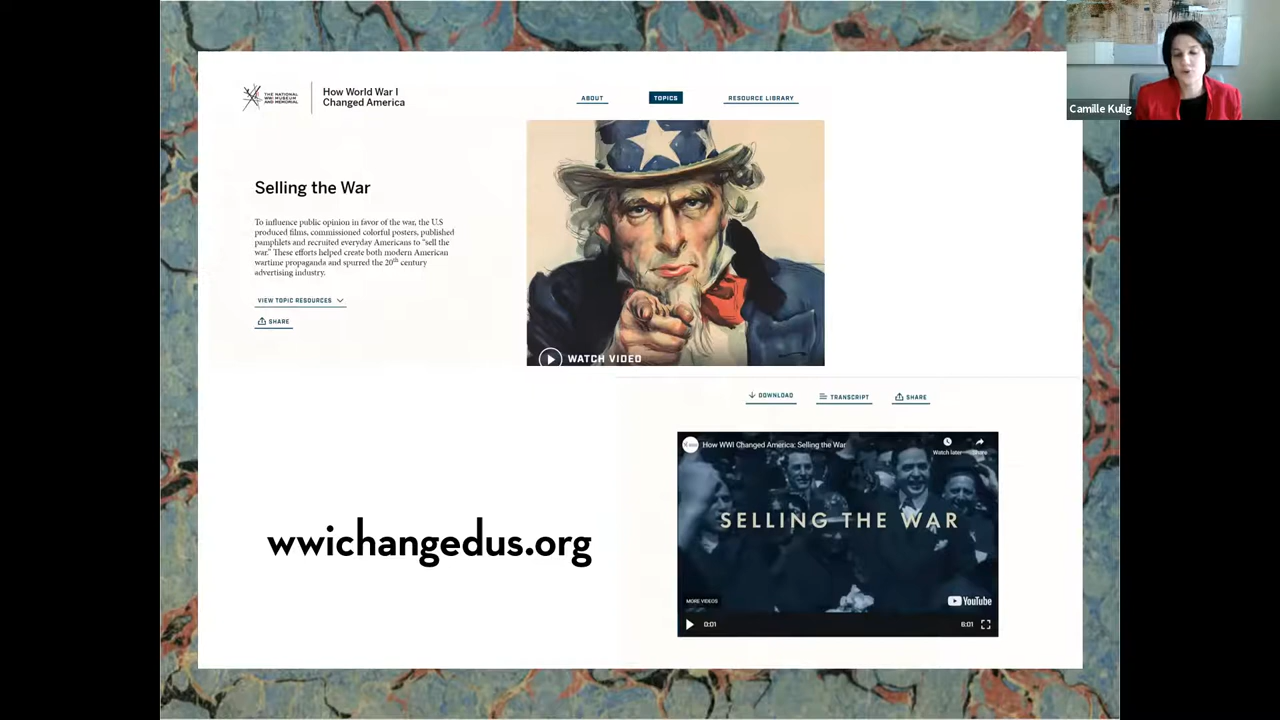 THE NATIONAL
WWI MUSEUM
AND MEMORIAL
How World War I
Changed America
ABOUT
TOPICS
RESOURCE LIBRARY
Camille Kulig
Selling the War
To influence public opinion in favor of the war, the U.S
produced films, commissioned colorful posters, published
pamphlets and recruited everyday Americans to “sell the
war.” These efforts helped create both modern American
wartime propaganda and spurred the 20th century
advertising industry.
VIEW TOPIC RESOURCES
SHARE
WATCH VIDEO
DOWNLOAD
TRANSCRIPT
SHARE
How WWI Changed America: Selling the War
Watch later
Share
SELLING THE WAR
wwichangedus.org
MORE VIDEOS
YouTube
0:01
6:01